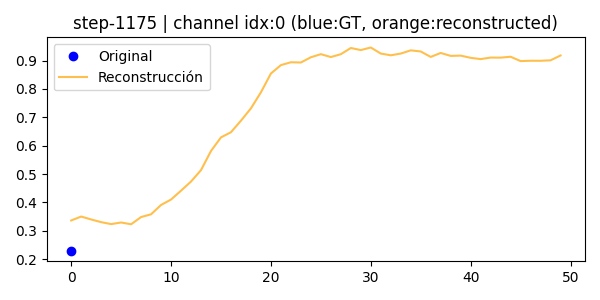 step-1175 | channel idx:0 (blue:GT, orange:reconstructed)
Original
Reconstrucción
0.9
0.8
0.7
0.6
0.5
0.4
0.3
0.2
0 10 20 30 40 50